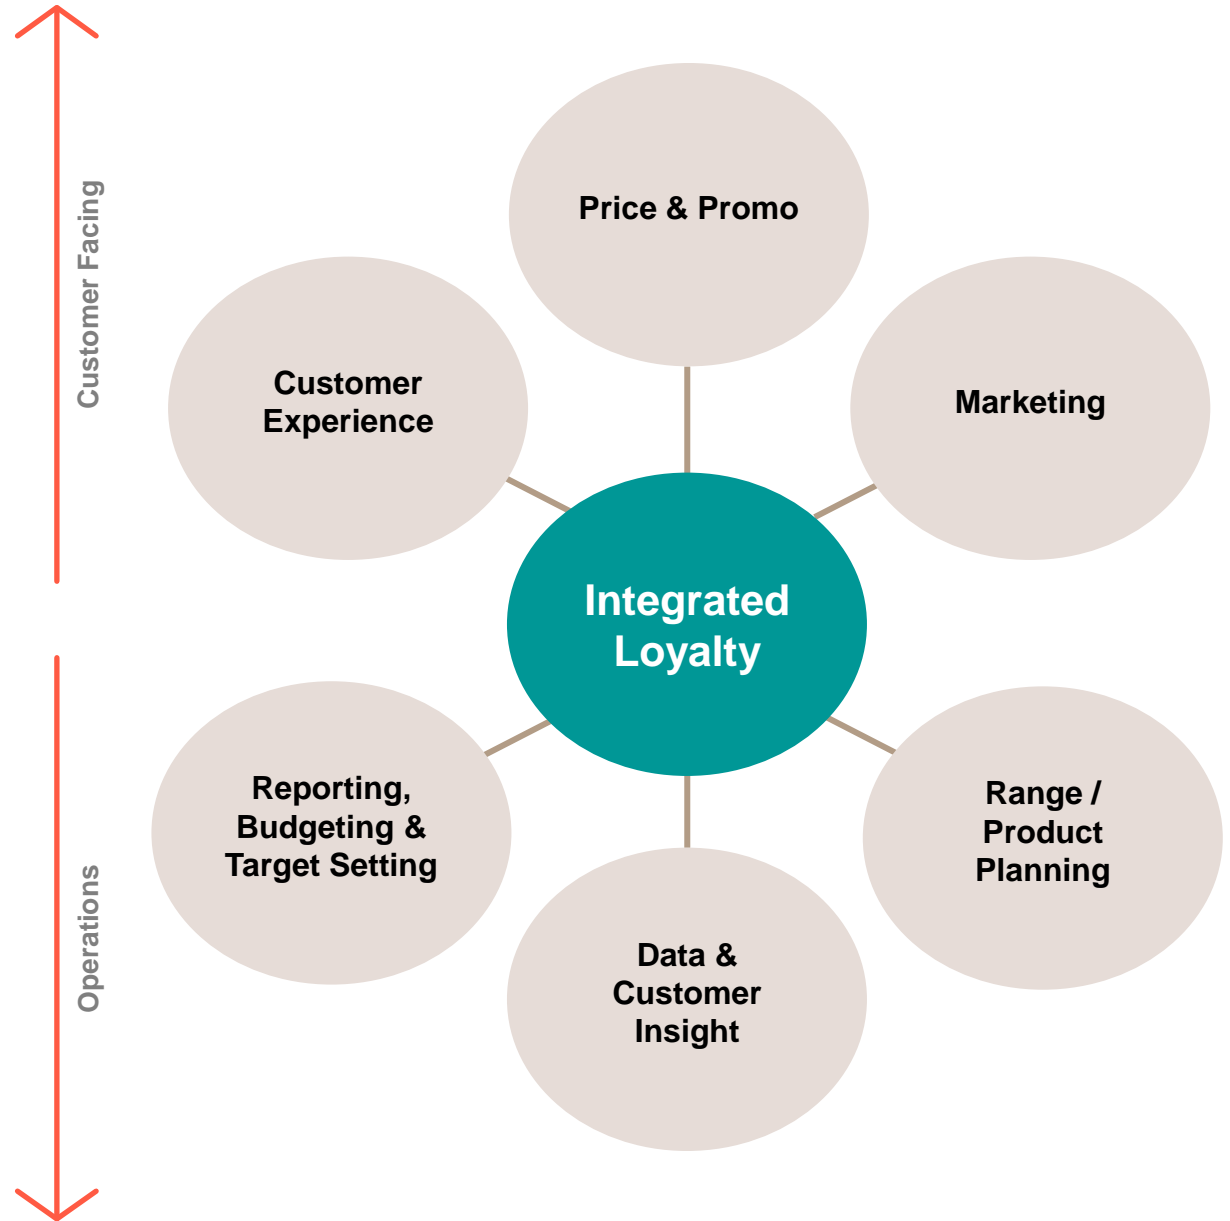 Customer Facing
Price & Promo
Customer
Experience
Marketing
Integrated
Loyalty
Operations
Reporting,
Budgeting &
Target Setting
Range /
Product
Planning
Data &
Customer
Insight